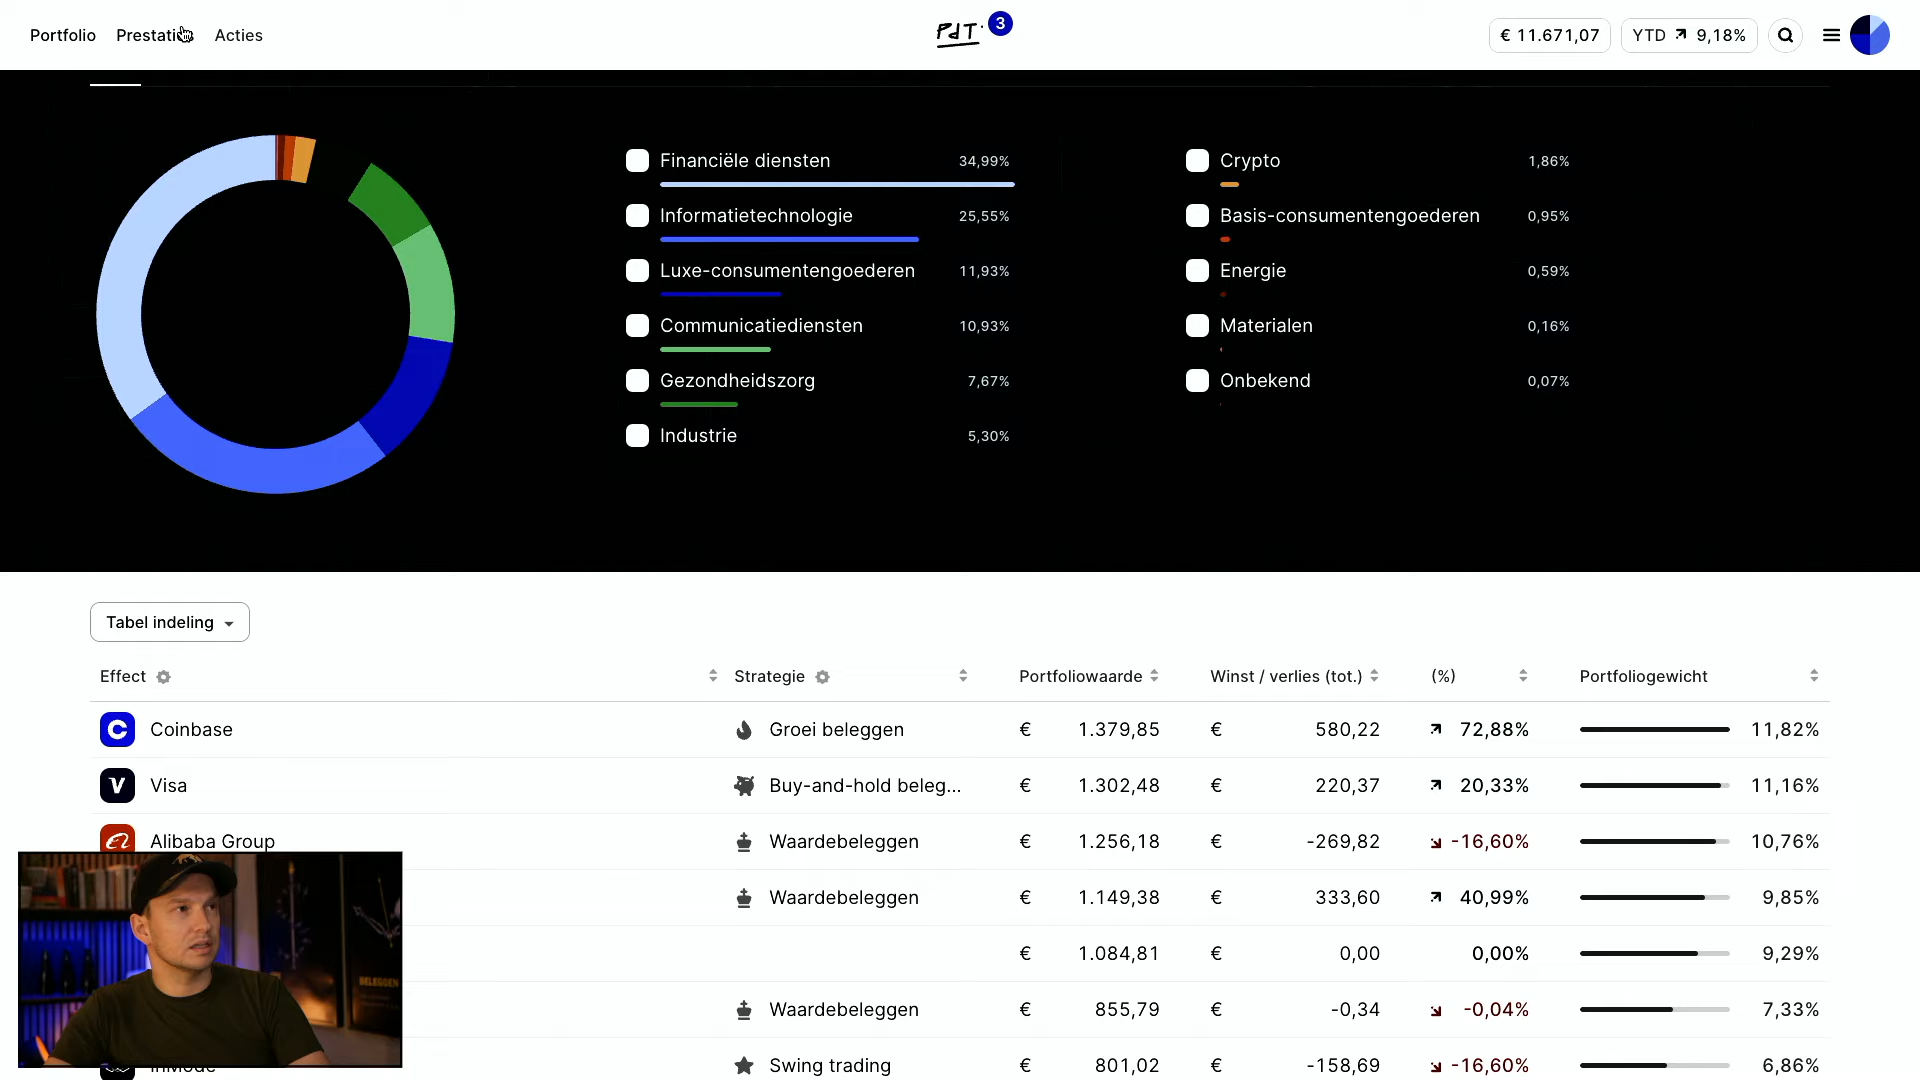 Portfolio
Prestati
Acties
PdT
3
€ 11.671,07
YTD 9,18%
Financiële diensten 34,99%
Informatietechnologie 25,55%
Luxe-consumentengoederen 11,93%
Communicatiediensten 10,93%
Gezondheidszorg 7,67%
Industrie 5,30%
Crypto 1,86%
Basis-consumentengoederen 0,95%
Energie 0,59%
Materialen 0,16%
Onbekend 0,07%
Tabel indeling
Effect Strategie Portfoliowaarde Winst / verlies (tot.) (%) Portfoliogewicht
Coinbase Groei beleggen € 1.379,85 € 580,22 72,88% 11,82%
V Visa Buy-and-hold beleg... € 1.302,48 € 220,37 20,33% 11,16%
Alibaba Group Waardebeleggen € 1.256,18 € -269,82 -16,60% 10,76%
Waardebeleggen € 1.149,38 € 333,60 40,99% 9,85%
€ 1.084,81 € 0,00 0,00% 9,29%
Waardebeleggen € 855,79 € -0,34 -0,04% 7,33%
InMode Swing trading € 801,02 € -158,69 -16,60% 6,86%
BELEGGEN